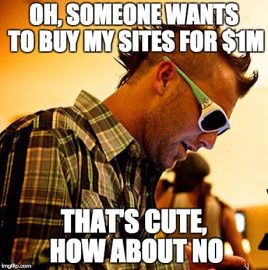 OH, SOMEONE WANTS
TO BUY MY SITES FOR $1M
THAT'S CUTE,
HOW ABOUT NO
imgflip.com